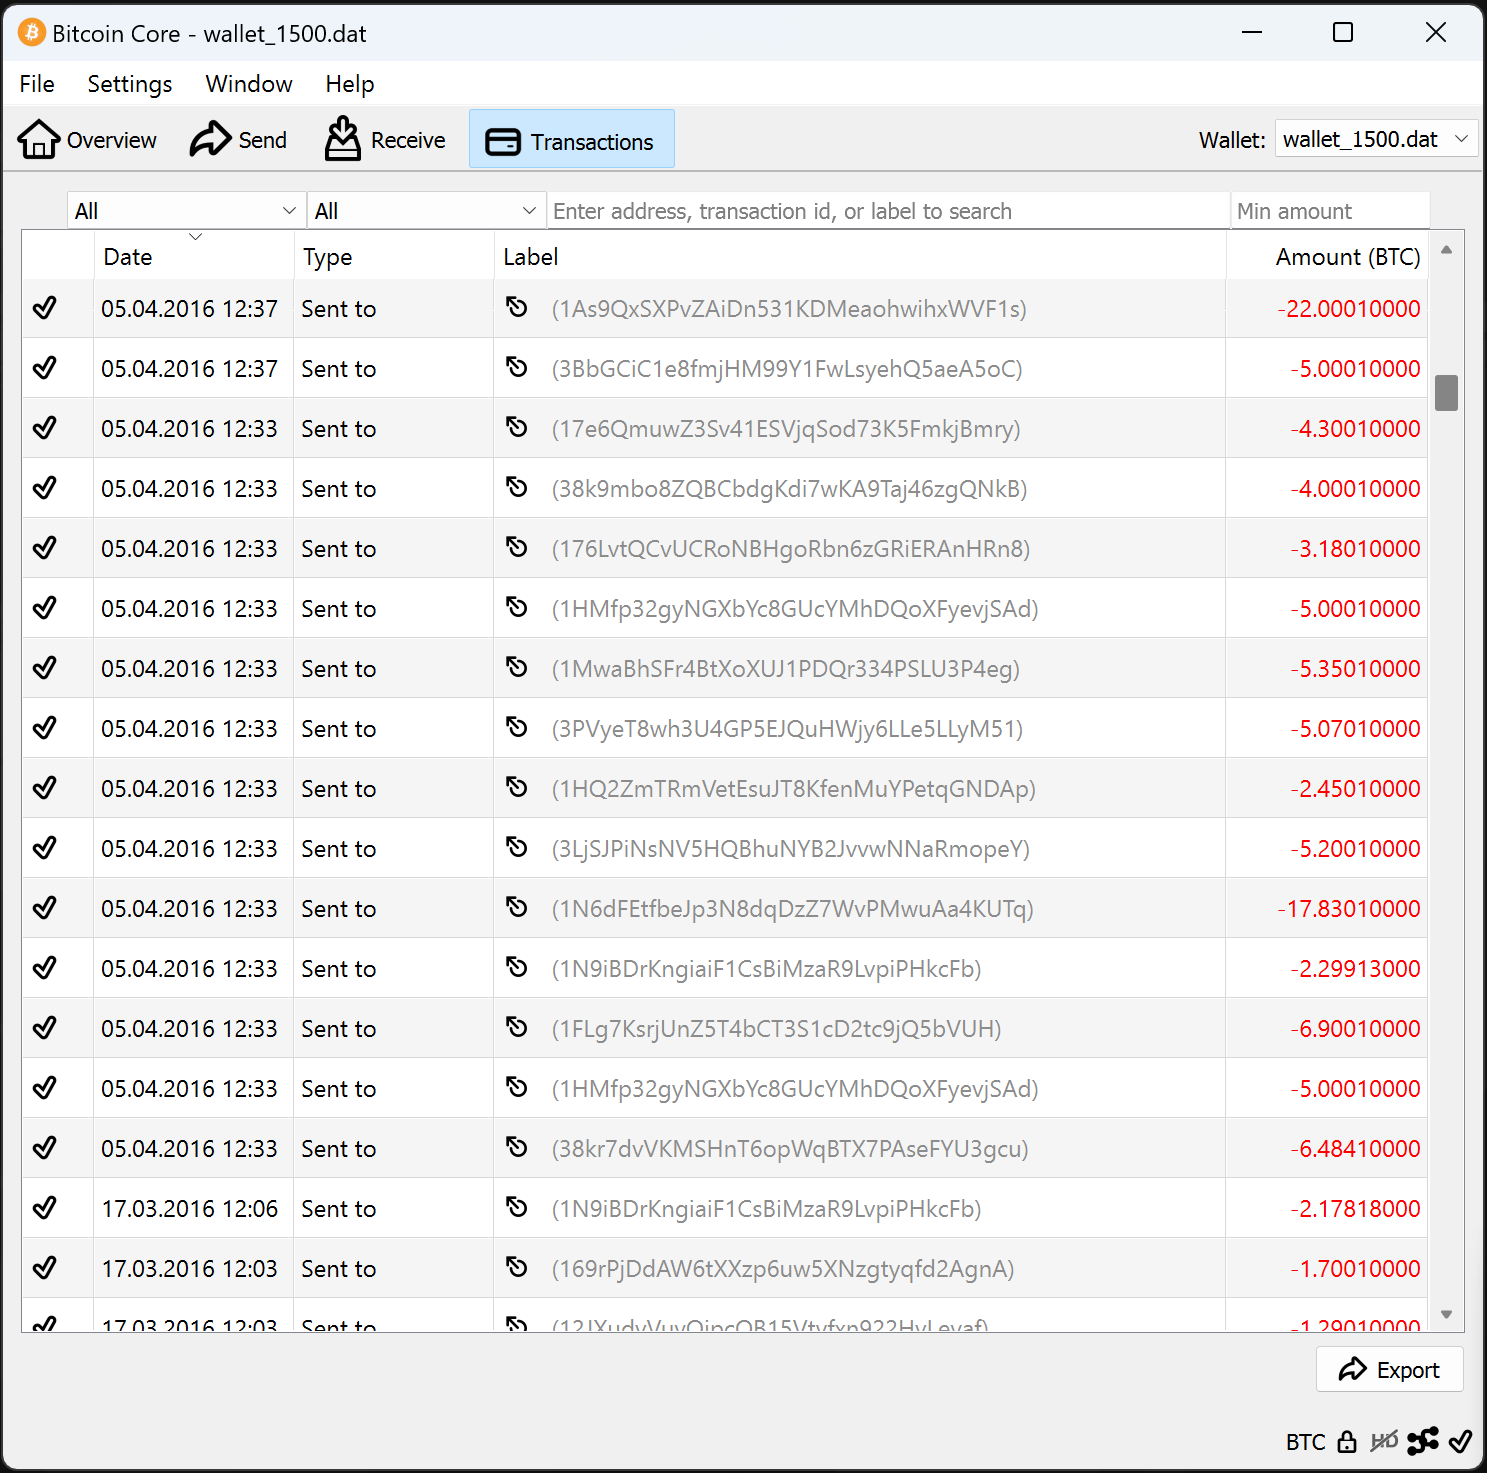 Bitcoin Core - wallet_1500.dat
File Settings Window Help
Overview Send Receive Transactions Wallet: wallet_1500.dat
All All Enter address, transaction id, or label to search Min amount
Date Type Label Amount (BTC)
05.04.2016 12:37 Sent to (1As9QxSXPvZAiDn531KDMeaohwihxWVF1s) -22.00010000
05.04.2016 12:37 Sent to (3BbGCiC1e8fmjHM99Y1FwLsyehQ5aeA5oC) -5.00010000
05.04.2016 12:33 Sent to (17e6QmuwZ3Sv41ESVjqSod73K5FmkjBmry) -4.30010000
05.04.2016 12:33 Sent to (38k9mbo8ZQBCbdgKdi7wKA9Taj46zgQNkB) -4.00010000
05.04.2016 12:33 Sent to (176LvtQCvUCRoNBHgoRbn6zGRiERAnHRn8) -3.18010000
05.04.2016 12:33 Sent to (1HMfp32gyNGXbYc8GUcYMhDQoXFyevjSAd) -5.00010000
05.04.2016 12:33 Sent to (1MwaBhSFr4BtXoXUJ1PDQr334PSLU3P4eg) -5.35010000
05.04.2016 12:33 Sent to (3PVyeT8wh3U4GP5EJQuHWjy6LLe5LLyM51) -5.07010000
05.04.2016 12:33 Sent to (1HQ2ZmTRmVetEsuJT8KfenMuYPetqGNDAp) -2.45010000
05.04.2016 12:33 Sent to (3LjSJPiNsNV5HQBhuNYB2JvvwNNaRmopeY) -5.20010000
05.04.2016 12:33 Sent to (1N6dFEtfbeJp3N8dqDzZ7WvPMwuAa4KUTq) -17.83010000
05.04.2016 12:33 Sent to (1N9iBDrKngiaiF1CsBiMzaR9LvpiPHkcFb) -2.29913000
05.04.2016 12:33 Sent to (1FLg7KsrjUnZ5T4bCT3S1cD2tc9jQ5bVUH) -6.90010000
05.04.2016 12:33 Sent to (1HMfp32gyNGXbYc8GUcYMhDQoXFyevjSAd) -5.00010000
05.04.2016 12:33 Sent to (38kr7dvVKMSHnT6opWqBTX7PAseFYU3gcu) -6.48410000
17.03.2016 12:06 Sent to (1N9iBDrKngiaiF1CsBiMzaR9LvpiPHkcFb) -2.17818000
17.03.2016 12:03 Sent to (169rPjDdAW6tXXzp6uw5XNzgtyqfd2AgnA) -1.70010000
17.03.2016 12:03 Sent to -1.29010000
Export
BTC HD